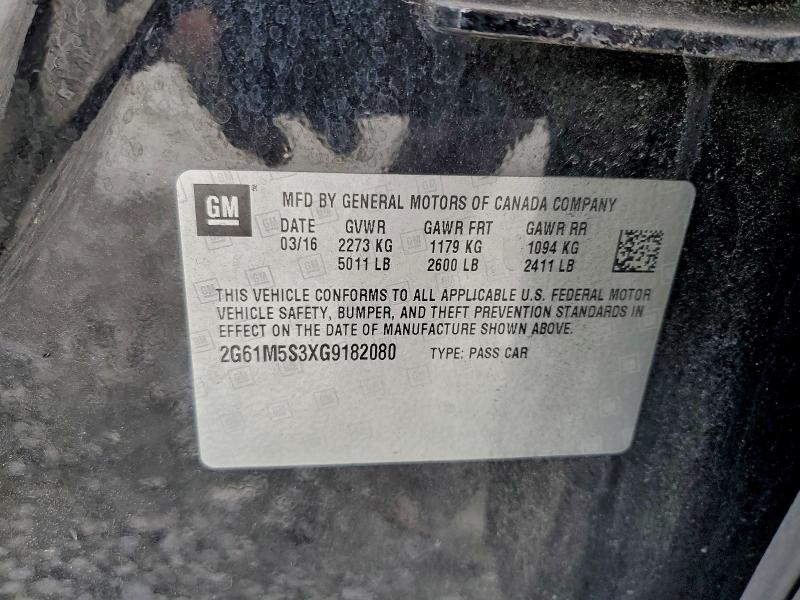 GM® MFD BY GENERAL MOTORS OF CANADA COMPANY
DATE GVWR GAWR FRT GAWR RR
03/16 2273 KG 1179 KG 1094 KG
5011 LB 2600 LB 2411 LB
THIS VEHICLE CONFORMS TO ALL APPLICABLE U.S. FEDERAL MOTOR
VEHICLE SAFETY, BUMPER, AND THEFT PREVENTION STANDARDS IN
EFFECT ON THE DATE OF MANUFACTURE SHOWN ABOVE.
2G61M5S3XG9182080 TYPE: PASS CAR